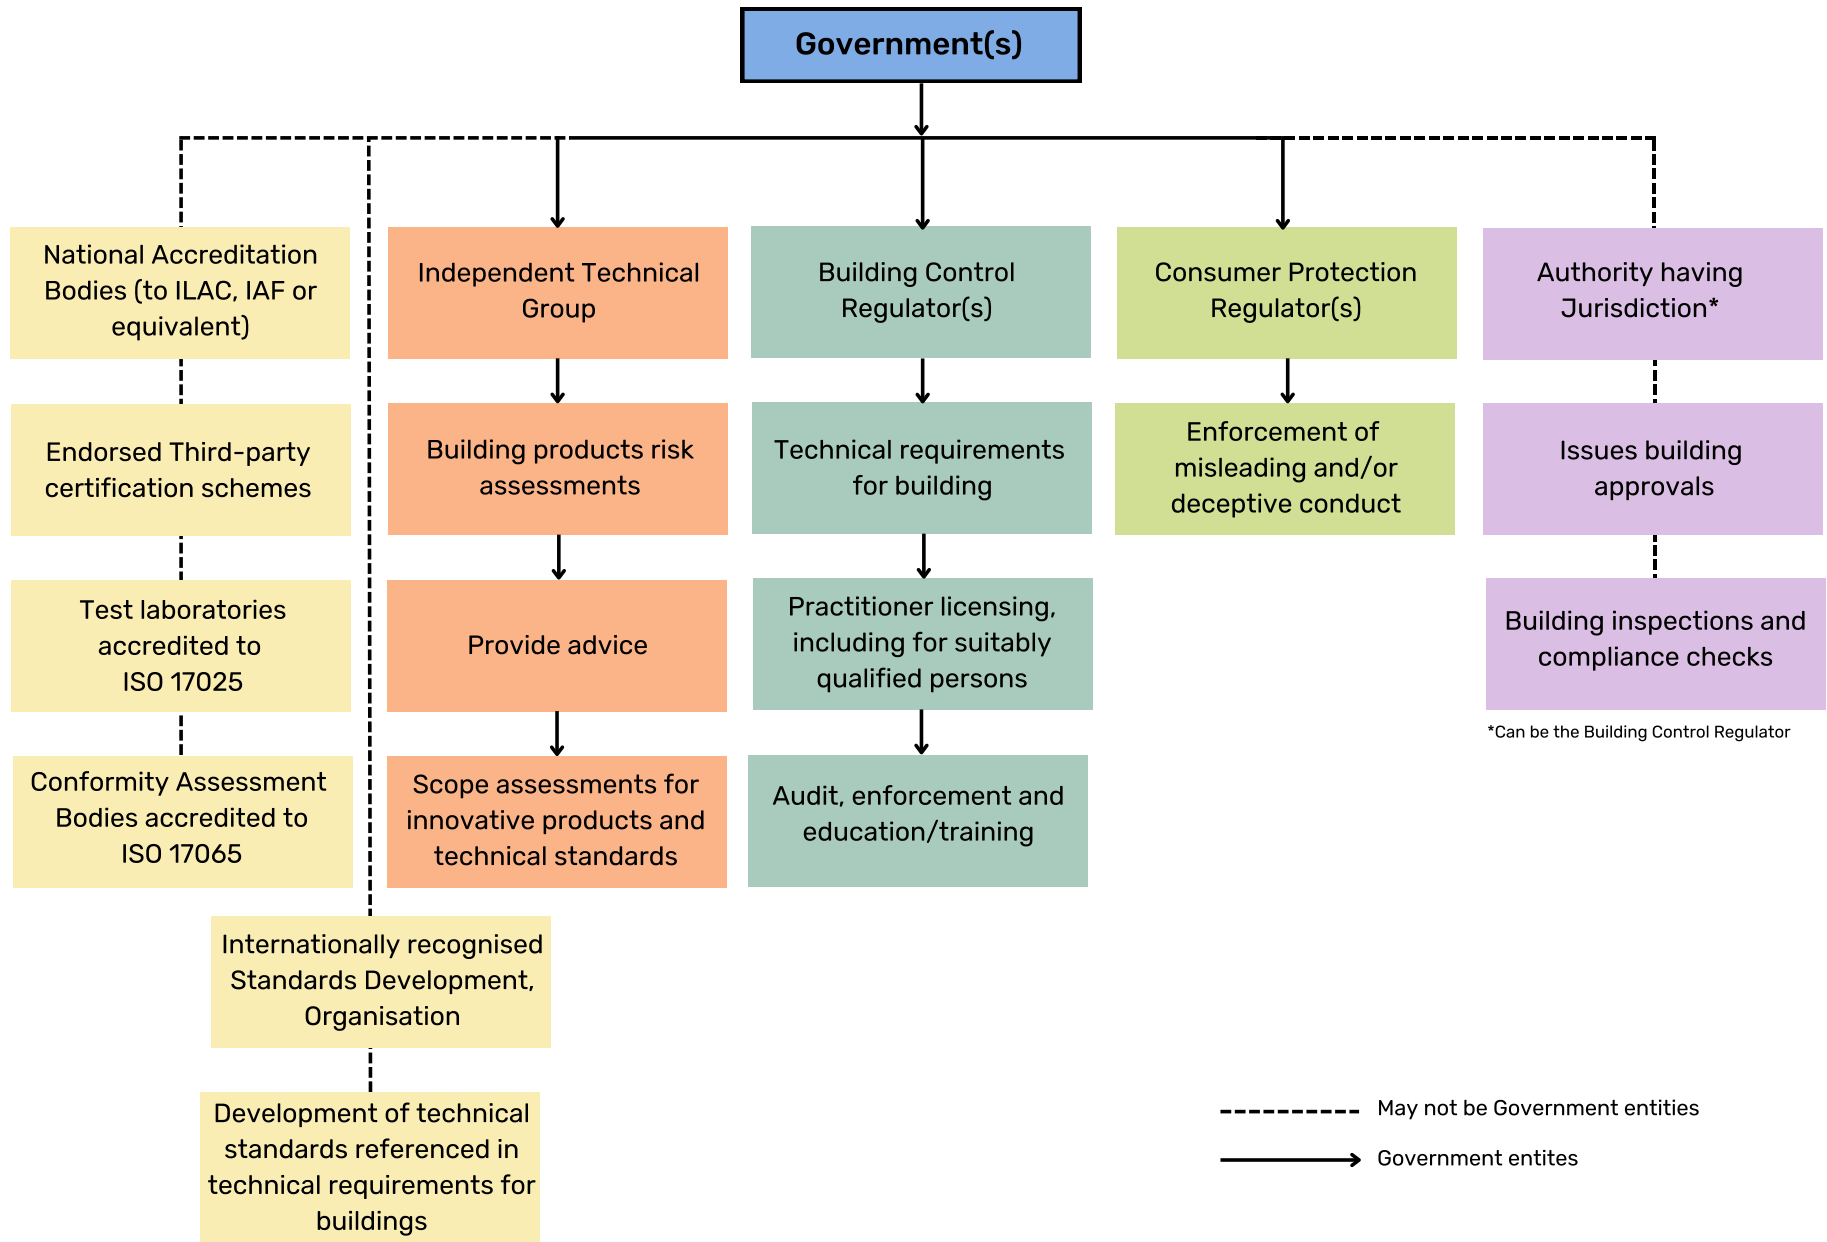 Government(s)
National Accreditation
Bodies (to ILAC, IAF or
equivalent)
Endorsed Third-party
certification schemes
Test laboratories
accredited to
ISO 17025
Conformity Assessment
Bodies accredited to
ISO 17065
Internationally recognised
Standards Development,
Organisation
Development of technical
standards referenced in
technical requirements for
buildings
Independent Technical
Group
Building products risk
assessments
Provide advice
Scope assessments for
innovative products and
technical standards
Building Control
Regulator(s)
Technical requirements
for building
Practitioner licensing,
including for suitably
qualified persons
Audit, enforcement and
education/training
Consumer Protection
Regulator(s)
Enforcement of
misleading and/or
deceptive conduct
Authority having
Jurisdiction*
Issues building
approvals
Building inspections and
compliance checks
*Can be the Building Control Regulator
May not be Government entities
Government entites